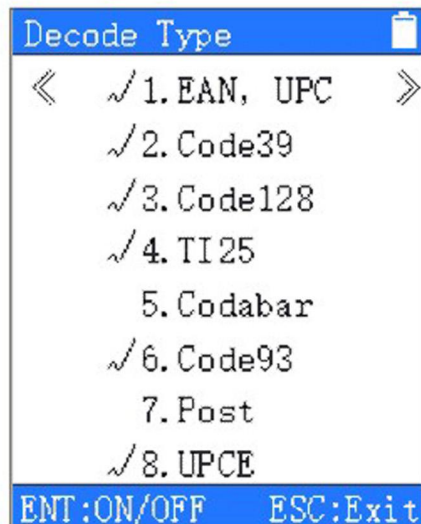 Decode Type
《 √1.EAN, UPC 》
√2.Code39
√3.Code128
√4.TI25
5.Codabar
√6.Code93
7.Post
√8.UPCE
ENT:ON/OFF ESC:Exit